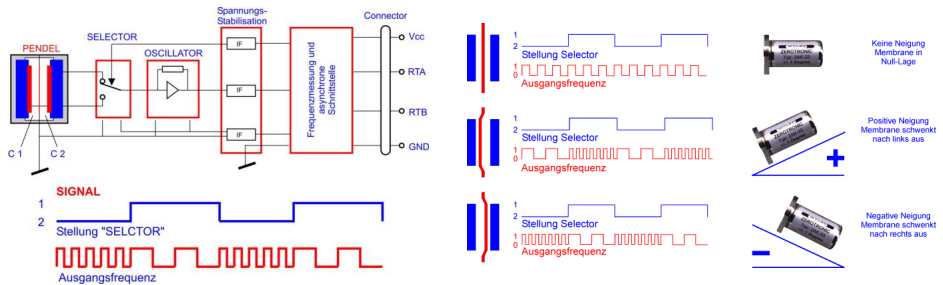 Spannungs-
Stabilisation
Connector
PENDEL
SELECTOR
OSCILLATOR
IF
IF
IF
Frequenzmessung und
asynchrone
Schnittstelle
Vcc
RTA
RTB
GND
C 1
C 2
SIGNAL
1
2
Stellung "SELCTOR"
Ausgangsfrequenz
1
2
Stellung Selector
1
0
Ausgangsfrequenz
ZEROTRONIC
Keine Neigung
Membrane in
Null-Lage
1
2
Stellung Selector
1
0
Ausgangsfrequenz
ZEROTRONIC
+
Positive Neigung
Membrane schwenkt
nach links aus
1
2
Stellung Selector
1
0
Ausgangsfrequenz
ZEROTRONIC
−
Negative Neigung
Membrane schwenkt
nach rechts aus